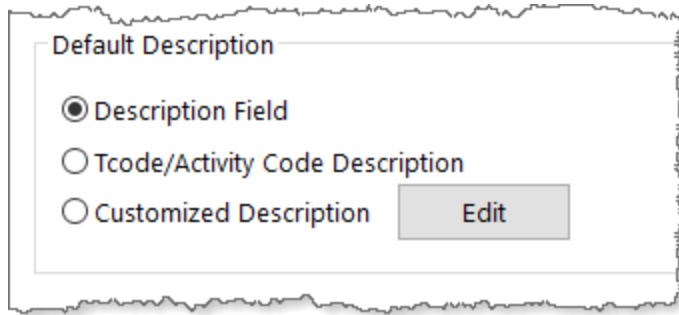 Default Description
Description Field
Tcode/Activity Code Description
Customized Description Edit